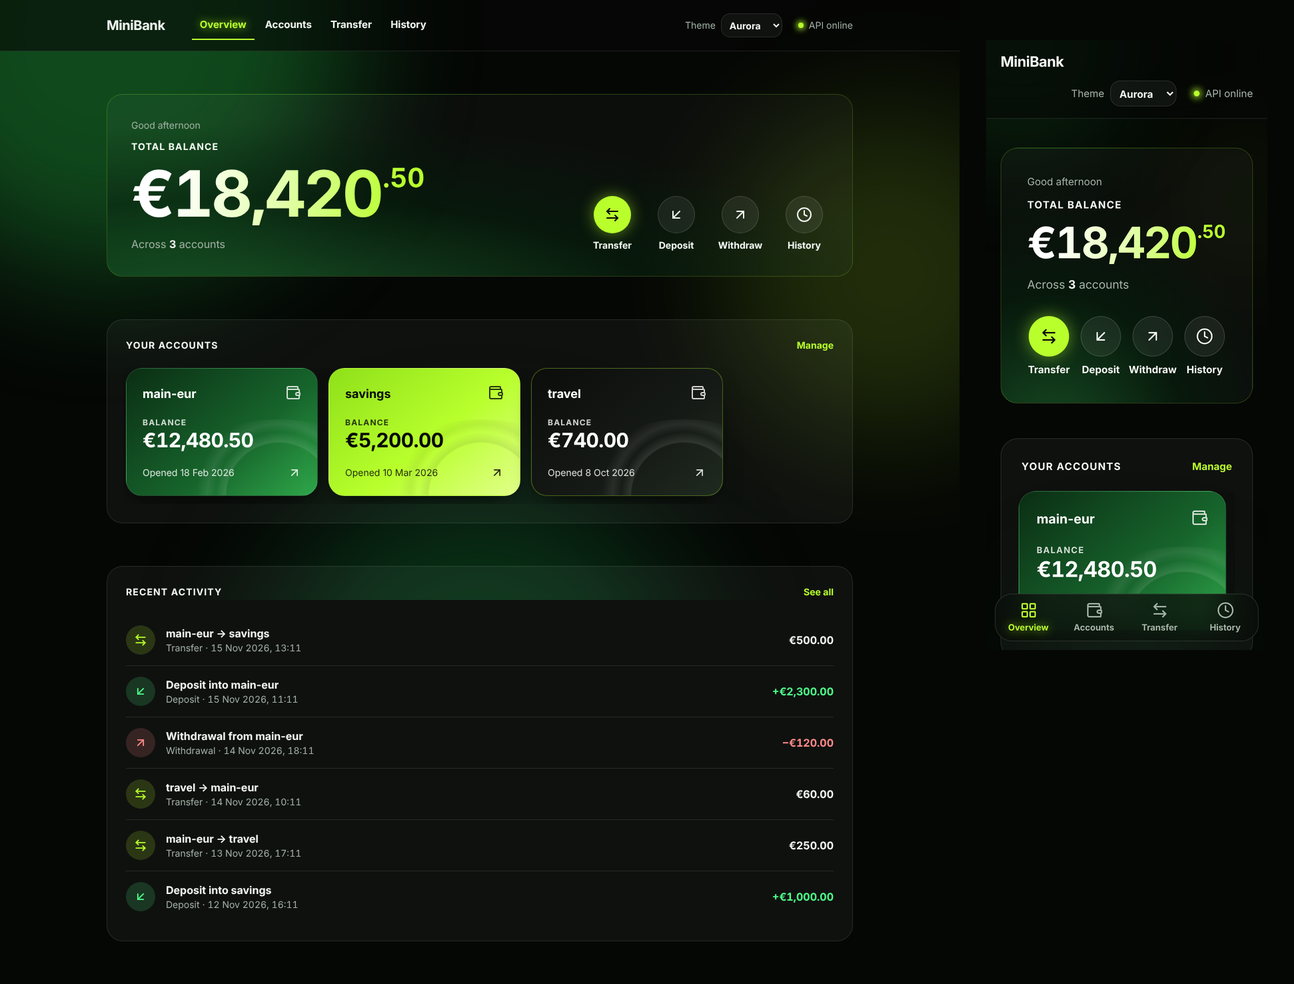 MiniBank Overview Accounts Transfer History Theme Aurora API online
Good afternoon
TOTAL BALANCE
€18,420.50
Across 3 accounts
Transfer Deposit Withdraw History
YOUR ACCOUNTS Manage
main-eur
BALANCE
€12,480.50
Opened 18 Feb 2026
savings
BALANCE
€5,200.00
Opened 10 Mar 2026
travel
BALANCE
€740.00
Opened 8 Oct 2026
RECENT ACTIVITY See all
main-eur → savings €500.00
Transfer · 15 Nov 2026, 13:11
Deposit into main-eur +€2,300.00
Deposit · 15 Nov 2026, 11:11
Withdrawal from main-eur −€120.00
Withdrawal · 14 Nov 2026, 18:11
travel → main-eur €60.00
Transfer · 14 Nov 2026, 10:11
main-eur → travel €250.00
Transfer · 13 Nov 2026, 17:11
Deposit into savings +€1,000.00
Deposit · 12 Nov 2026, 16:11
MiniBank
Theme Aurora API online
Good afternoon
TOTAL BALANCE
€18,420.50
Across 3 accounts
Transfer Deposit Withdraw History
YOUR ACCOUNTS Manage
main-eur
BALANCE
€12,480.50
Overview Accounts Transfer History